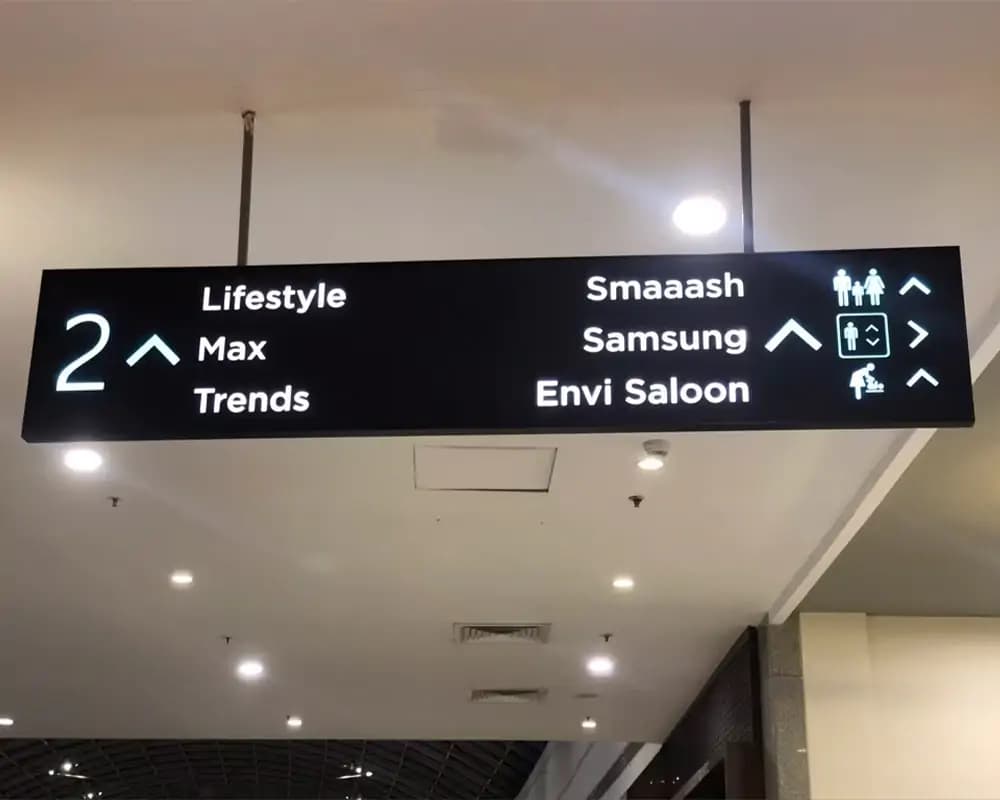 2
Lifestyle
Max
Trends
Smaaash
Samsung
Envi Saloon